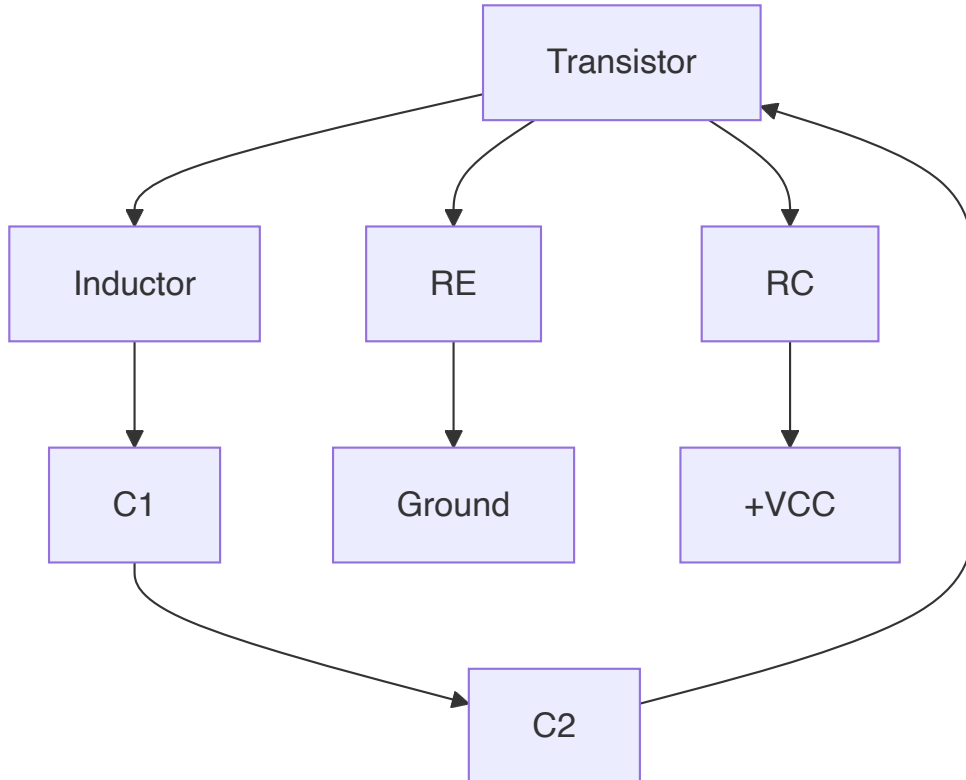 Transistor
Inductor
RE
RC
C1
Ground
+VCC
C2